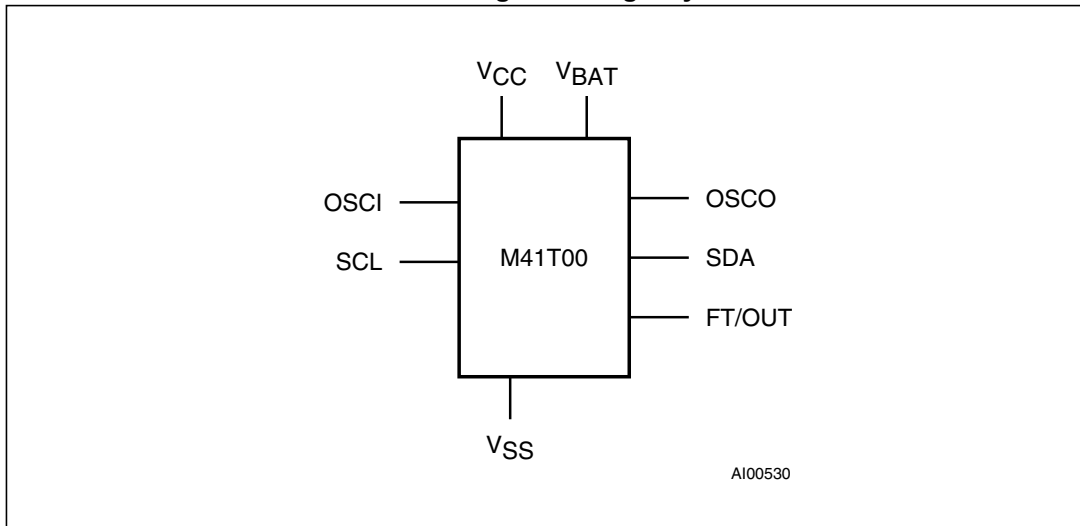 VCC VBAT
OSCI OSCO
SCL M41T00 SDA
FT/OUT
VSS
AI00530